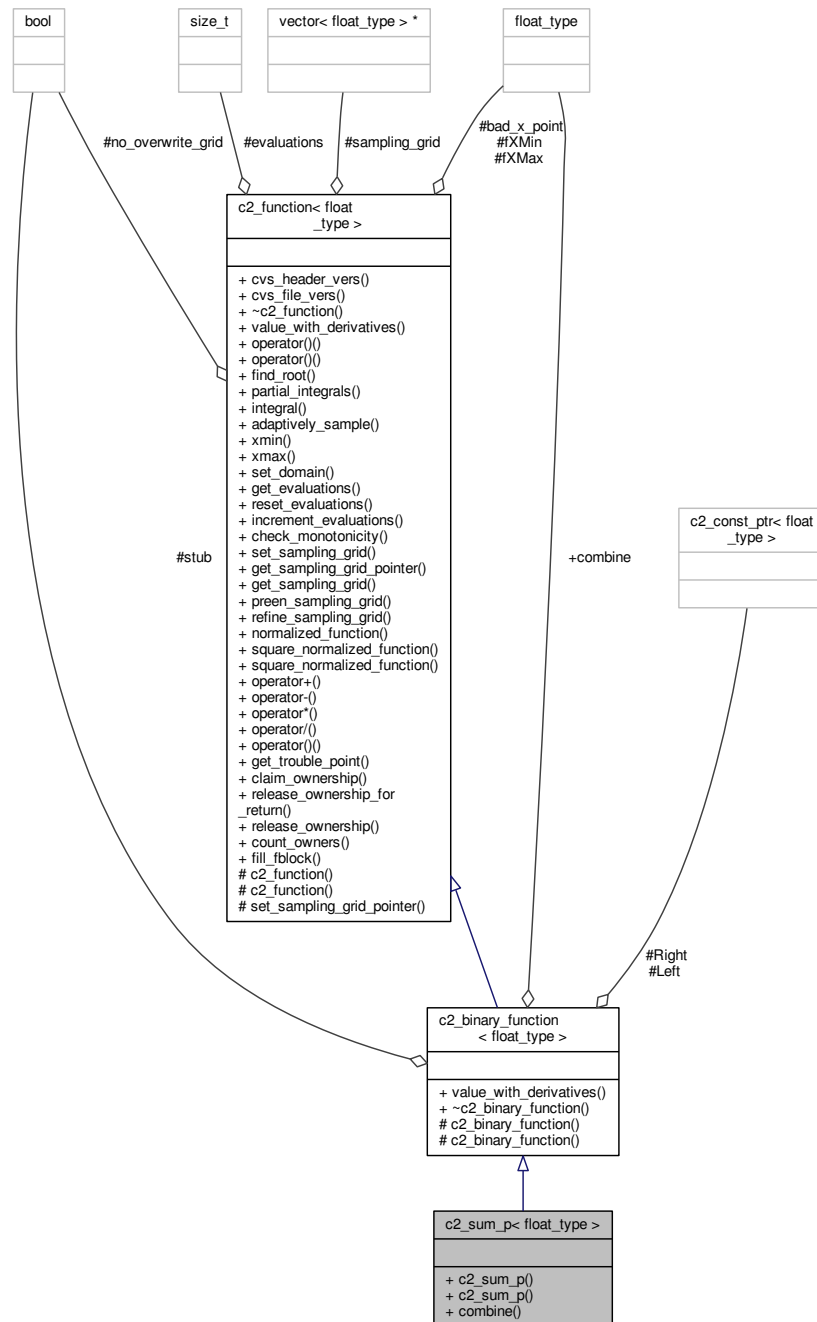 bool
size_t
vector< float_type > *
float_type
#no_overwrite_grid
#evaluations
#sampling_grid
#bad_x_point
#fXMin
#fXMax
c2_function< float
_type >
+ cvs_header_vers()
+ cvs_file_vers()
+ ~c2_function()
+ value_with_derivatives()
+ operator()()
+ operator()()
+ find_root()
+ partial_integrals()
+ integral()
+ adaptively_sample()
+ xmin()
+ xmax()
+ set_domain()
+ get_evaluations()
+ reset_evaluations()
+ increment_evaluations()
+ check_monotonicity()
+ set_sampling_grid()
+ get_sampling_grid_pointer()
+ get_sampling_grid()
+ preen_sampling_grid()
+ refine_sampling_grid()
+ normalized_function()
+ square_normalized_function()
+ square_normalized_function()
+ operator+()
+ operator-()
+ operator*()
+ operator/()
+ operator()()
+ get_trouble_point()
+ claim_ownership()
+ release_ownership_for
_return()
+ release_ownership()
+ count_owners()
+ fill_fblock()
# c2_function()
# c2_function()
# set_sampling_grid_pointer()
#stub
+combine
c2_const_ptr< float
_type >
#Right
#Left
c2_binary_function
< float_type >
+ value_with_derivatives()
+ ~c2_binary_function()
# c2_binary_function()
# c2_binary_function()
c2_sum_p< float_type >
+ c2_sum_p()
+ c2_sum_p()
+ combine()